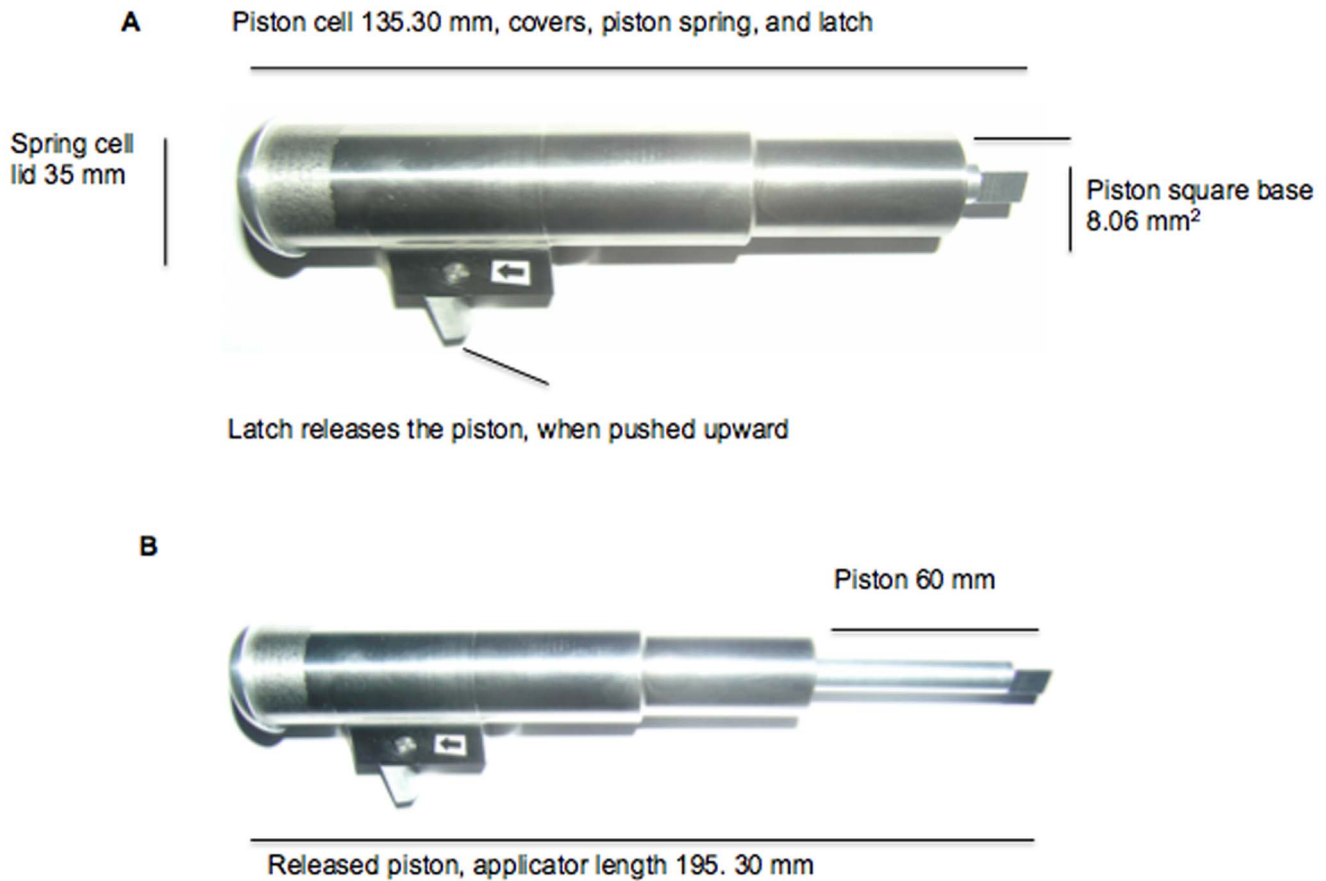 A
Piston cell 135.30 mm, covers, piston spring, and latch
Spring cell
lid 35 mm
Piston square base
8.06 mm²
Latch releases the piston, when pushed upward
B
Piston 60 mm
Released piston, applicator length 195. 30 mm